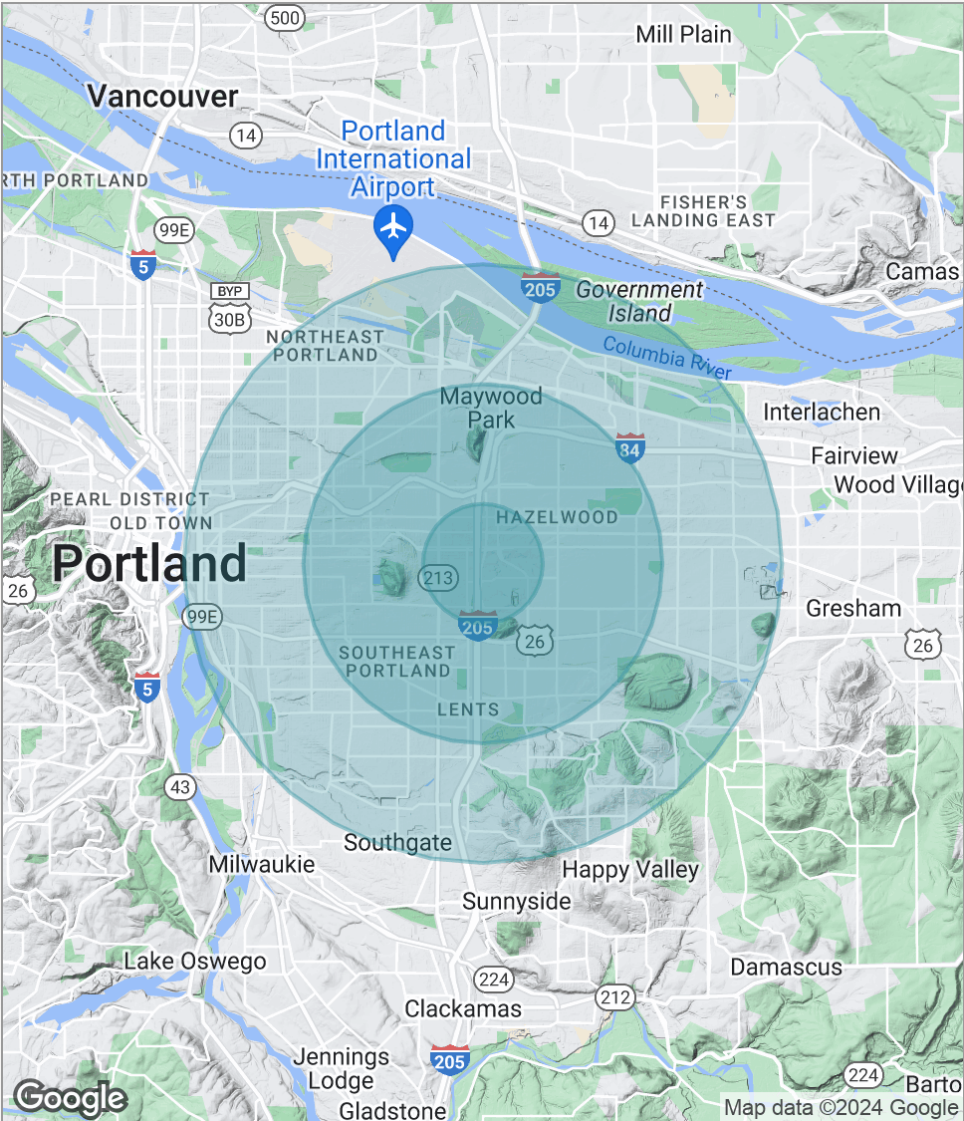 500
Mill Plain
Vancouver
14
Portland
International
Airport
RTH PORTLAND
FISHER'S
LANDING EAST
14
99E
5
Camas
205
Government
Island
BYP
30B
NORTHEAST
PORTLAND
Columbia River
Maywood
Park
Interlachen
84
Fairview
Wood Village
PEARL DISTRICT
OLD TOWN
HAZELWOOD
Portland
213
26
99E
Gresham
205
26
26
SOUTHEAST
PORTLAND
5
LENTS
43
Southgate
Milwaukie
Happy Valley
Sunnyside
Lake Oswego
Damascus
224
212
Clackamas
205
Jennings
Lodge
224
Barto
Google
Gladstone
Map data ©2024 Google